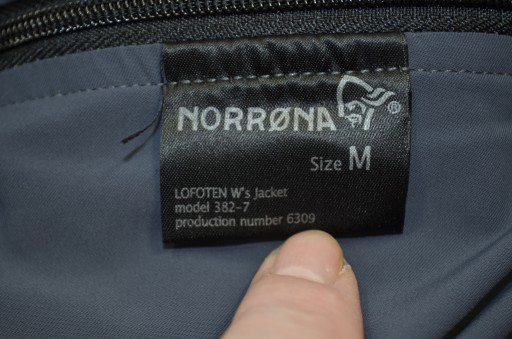 NORRØNA ®
Size M
LOFOTEN W's Jacket
model 382-7
production number 6309